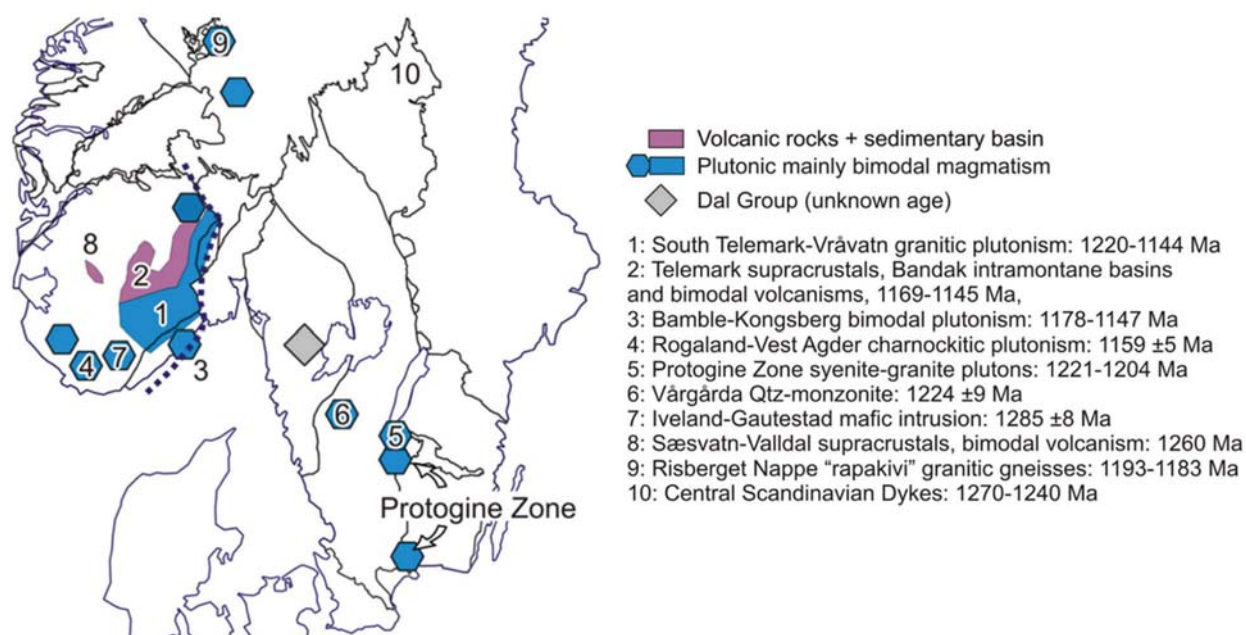 9
10
8
2
1
7
4
3
6
5
Protogine Zone
Volcanic rocks + sedimentary basin
Plutonic mainly bimodal magmatism
Dal Group (unknown age)
1: South Telemark-Vråvatn granitic plutonism: 1220-1144 Ma
2: Telemark supracrustals, Bandak intramontane basins
and bimodal volcanisms, 1169-1145 Ma,
3: Bamble-Kongsberg bimodal plutonism: 1178-1147 Ma
4: Rogaland-Vest Agder charnockitic plutonism: 1159 ±5 Ma
5: Protogine Zone syenite-granite plutons: 1221-1204 Ma
6: Vårgårda Qtz-monzonite: 1224 ±9 Ma
7: Iveland-Gautestad mafic intrusion: 1285 ±8 Ma
8: Sæsvatn-Valldal supracrustals, bimodal volcanism: 1260 Ma
9: Risberget Nappe “rapakivi” granitic gneisses: 1193-1183 Ma
10: Central Scandinavian Dykes: 1270-1240 Ma